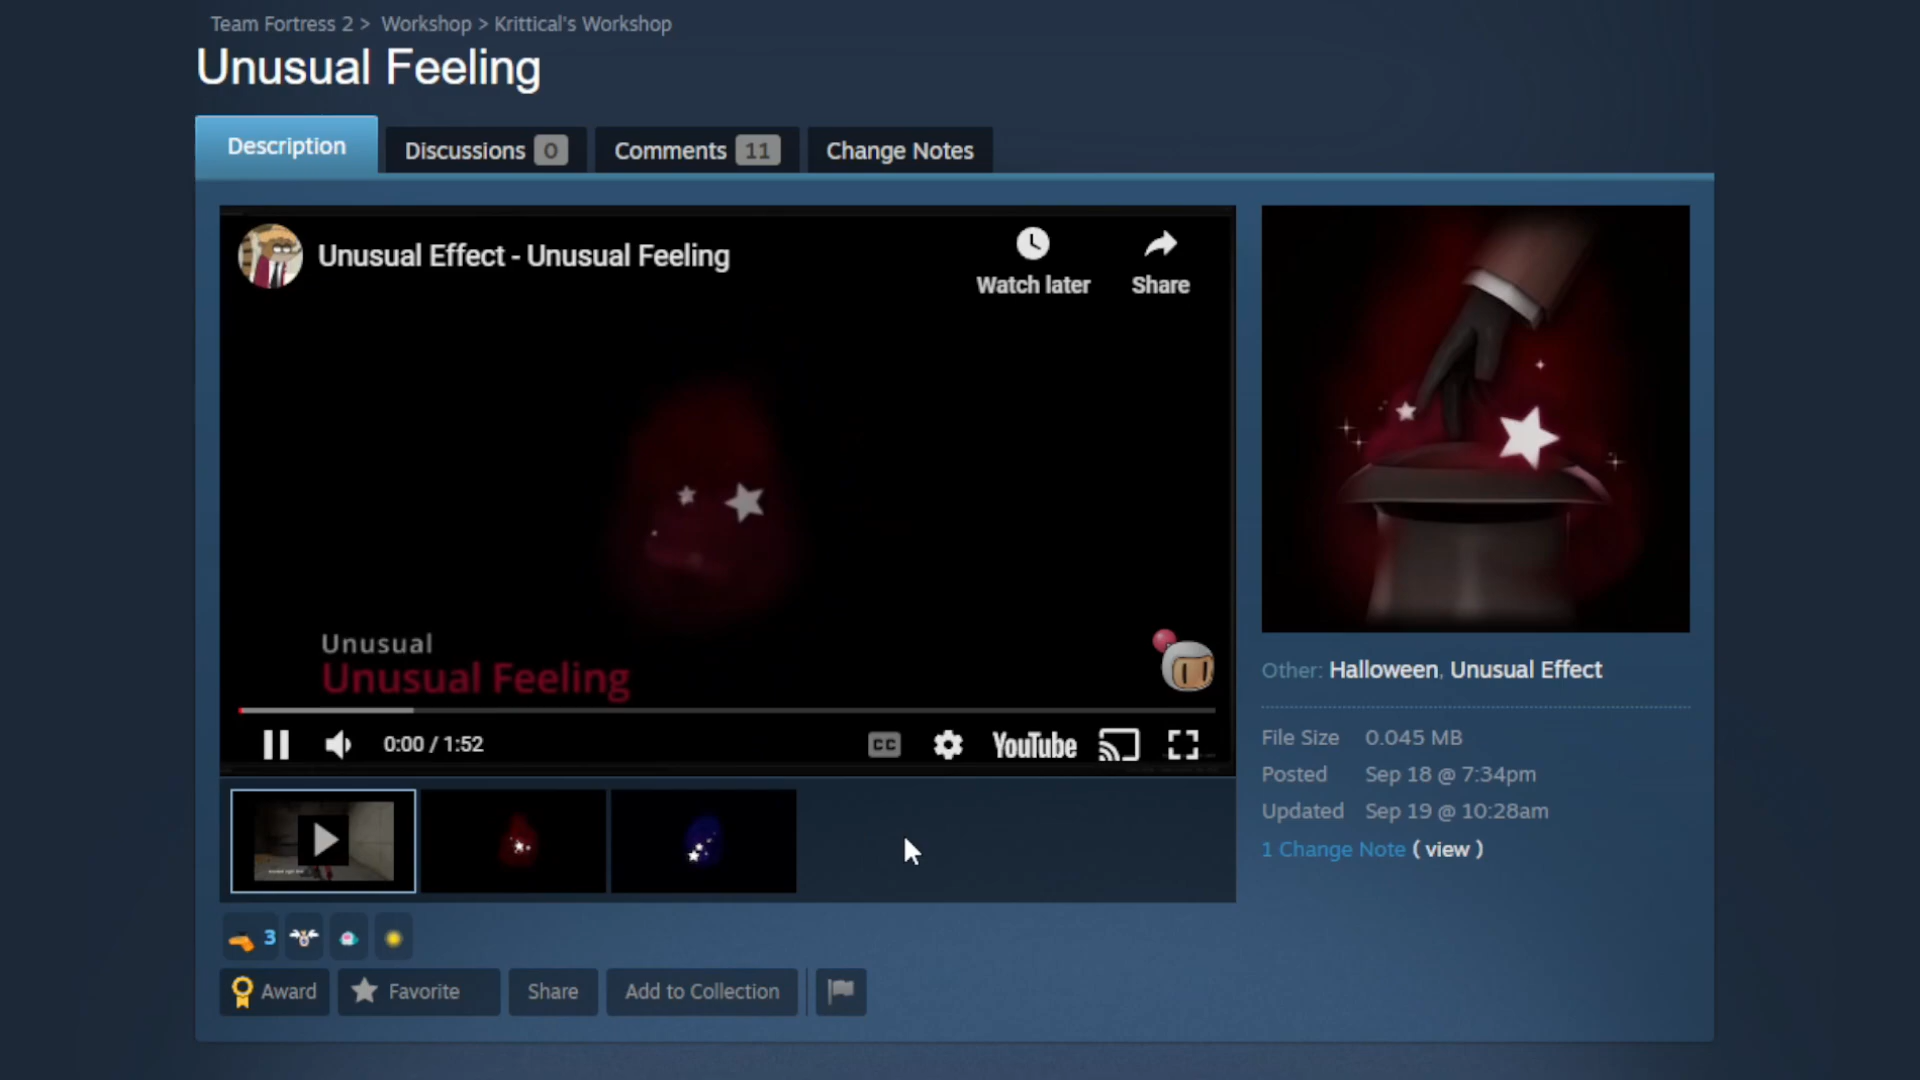 Team Fortress 2 > Workshop > Krittical's Workshop
Unusual Feeling
Description
Discussions 0
Comments 11
Change Notes
Unusual Effect - Unusual Feeling
Watch later
Share
Unusual
Unusual Feeling
0:00 / 1:52
CC
YouTube
Other: Halloween, Unusual Effect
File Size 0.045 MB
Posted Sep 18 @ 7:34pm
Updated Sep 19 @ 10:28am
1 Change Note ( view )
3
Award
Favorite
Share
Add to Collection